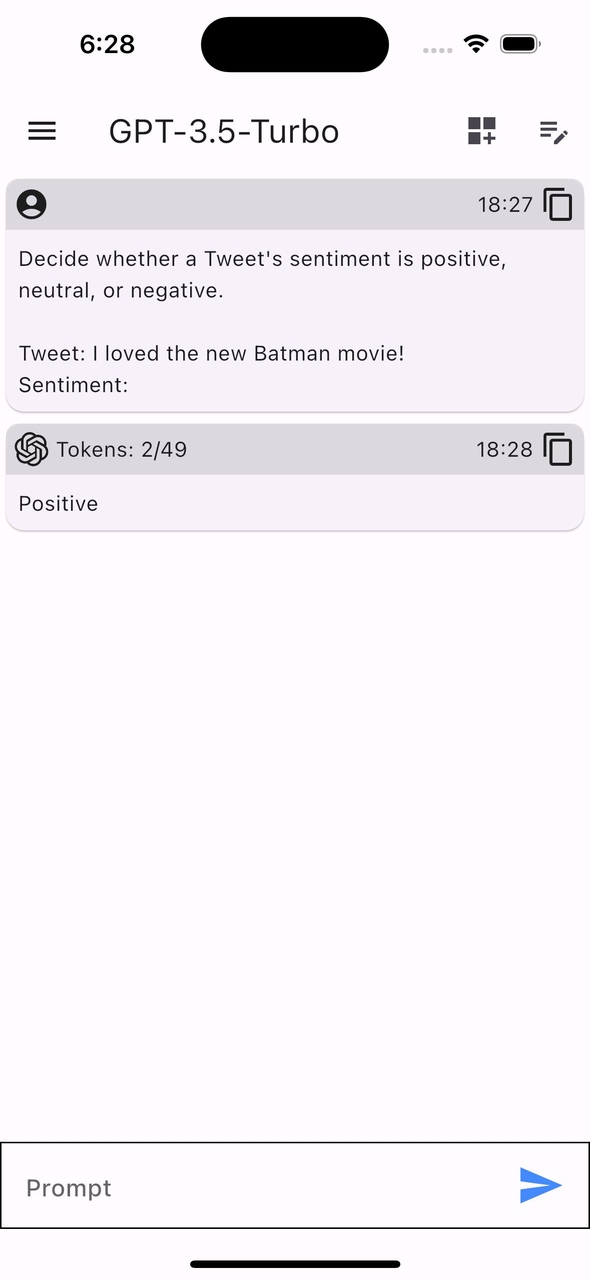 6:28
GPT-3.5-Turbo
18:27
Decide whether a Tweet's sentiment is positive,
neutral, or negative.
Tweet: I loved the new Batman movie!
Sentiment:
Tokens: 2/49 18:28
Positive
Prompt